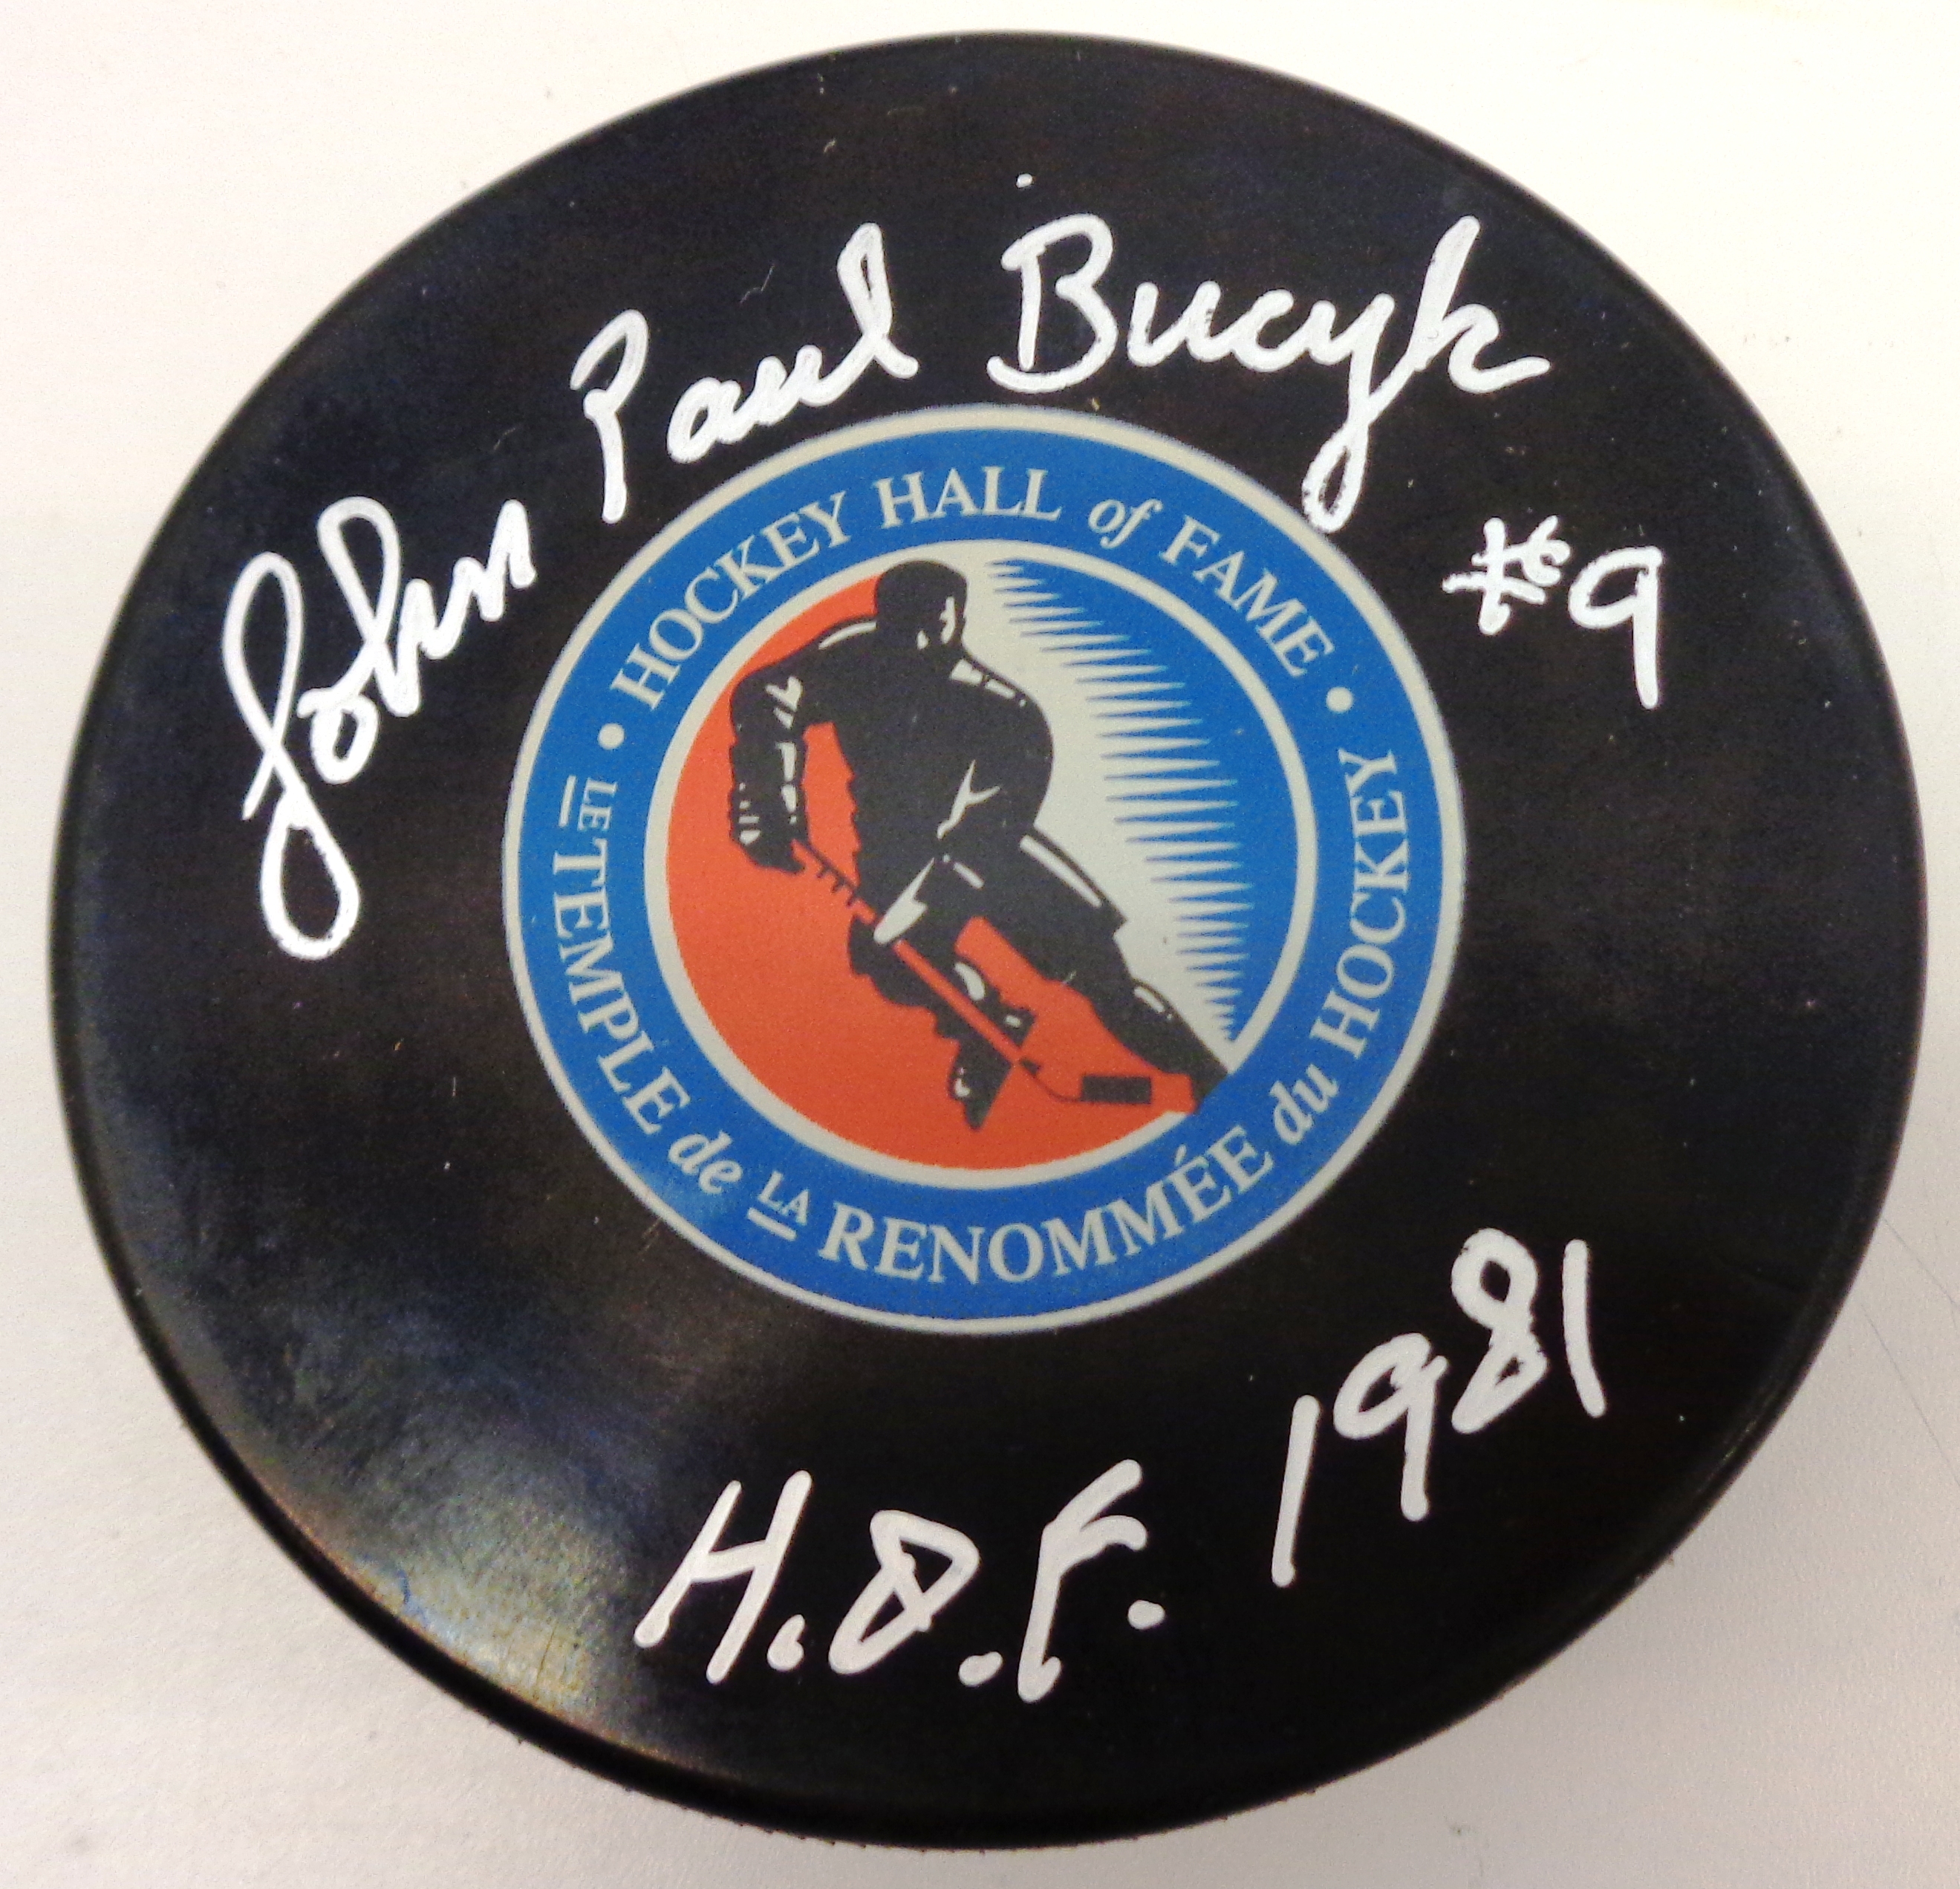 John Paul Bucyk
#9
HOCKEY HALL of FAME
LE TEMPLE de LA RENOMMÉE du HOCKEY
H.O.F. 1981